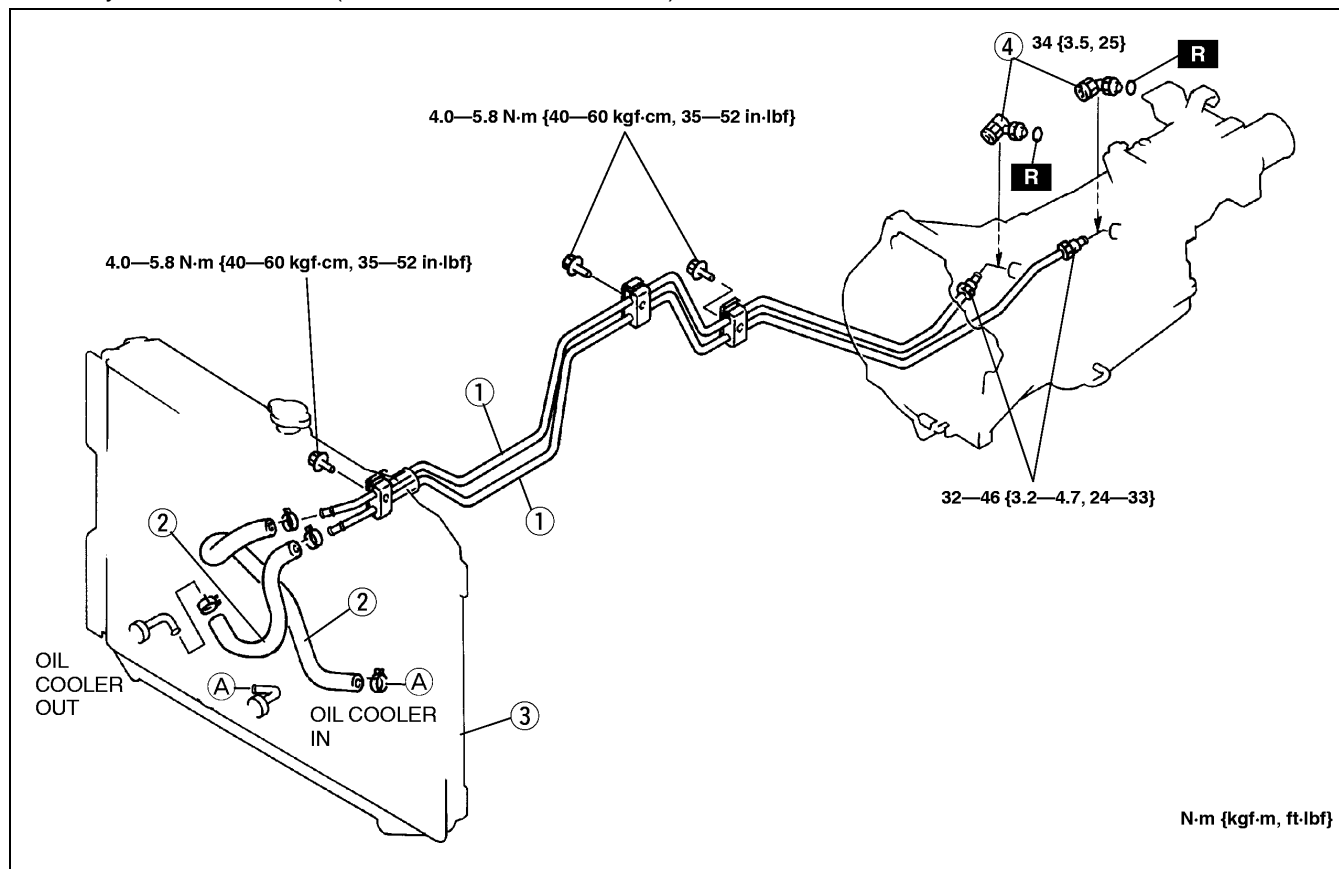 4 34 {3.5, 25}
R
4.0—5.8 N·m {40—60 kgf·cm, 35—52 in·lbf}
R
4.0—5.8 N·m {40—60 kgf·cm, 35—52 in·lbf}
1
32—46 {3.2—4.7, 24—33}
1
2
2
OIL
COOLER
OUT
A
A
OIL COOLER
IN
3
N·m {kgf·m, ft·lbf}